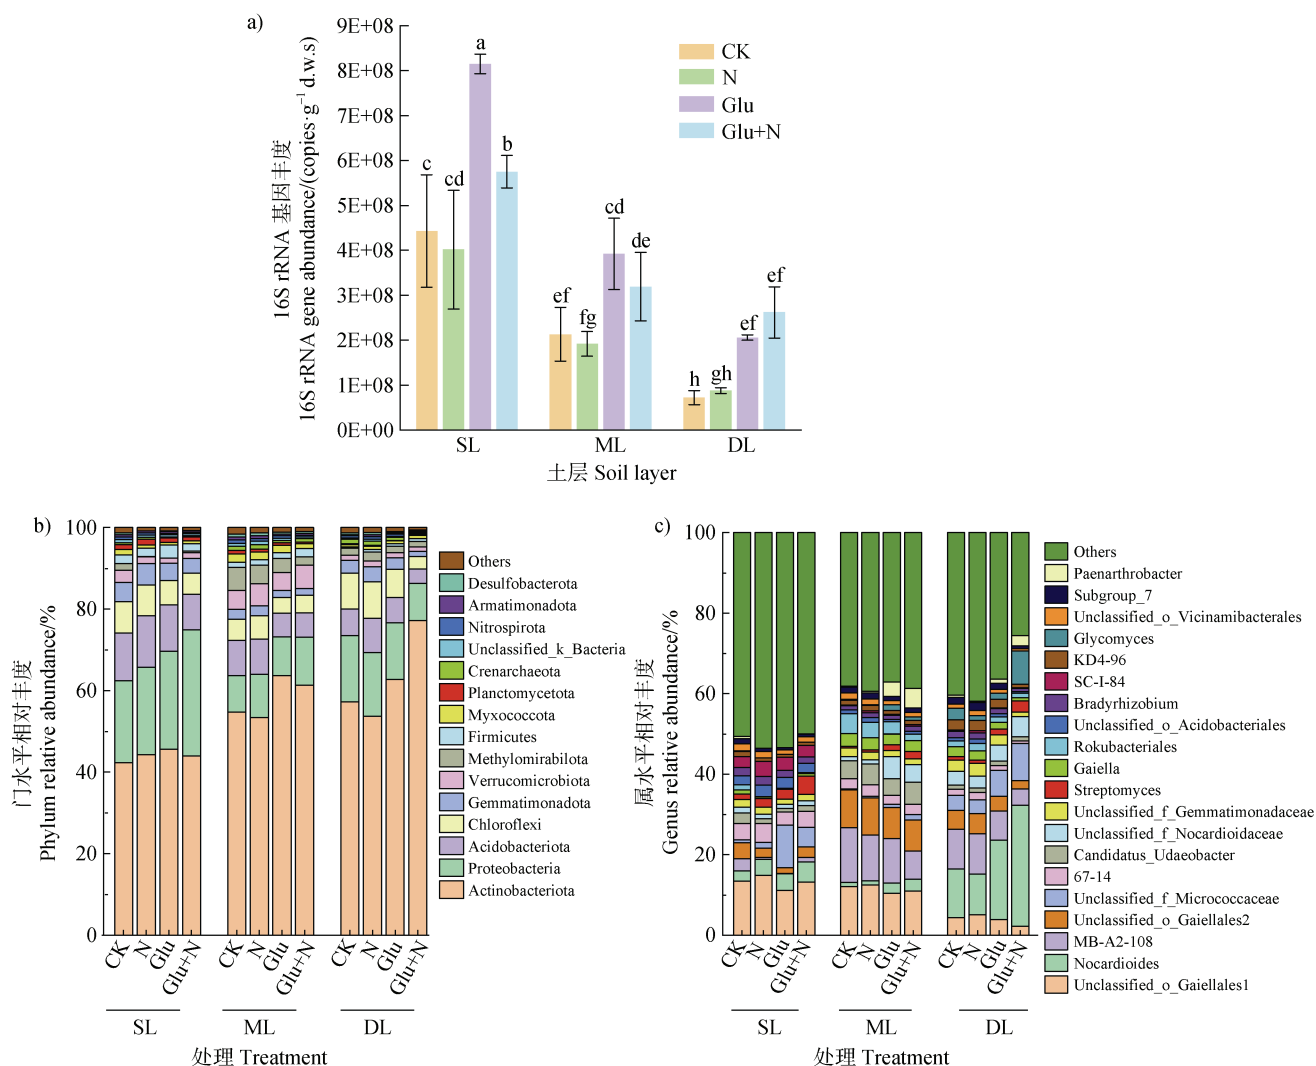 a)
9E+08
8E+08
7E+08
6E+08
5E+08
4E+08
3E+08
2E+08
1E+08
0E+00
16S rRNA 基因丰度
16S rRNA gene abundance/(copies·g⁻¹ d.w.s)
CK
N
Glu
Glu+N
c
cd
a
b
ef
fg
cd
de
h
gh
ef
ef
SL
ML
DL
土层 Soil layer
b)
100
80
60
40
20
0
门水平相对丰度
Phylum relative abundance/%
CK
N
Glu
Glu+N
CK
N
Glu
Glu+N
CK
N
Glu
Glu+N
SL
ML
DL
处理 Treatment
Others
Desulfobacterota
Armatimonadota
Nitrospirota
Unclassified_k_Bacteria
Crenarchaeota
Planctomycetota
Myxococcota
Firmicutes
Methylomirabilota
Verrucomicrobiota
Gemmatimonadota
Chloroflexi
Acidobacteriota
Proteobacteria
Actinobacteriota
c)
100
80
60
40
20
0
属水平相对丰度
Genus relative abundance/%
CK
N
Glu
Glu+N
CK
N
Glu
Glu+N
CK
N
Glu
Glu+N
SL
ML
DL
处理 Treatment
Others
Paenarthrobacter
Subgroup_7
Unclassified_o_Vicinamibacterales
Glycomyces
KD4-96
SC-I-84
Bradyrhizobium
Unclassified_o_Acidobacteriales
Rokubacteriales
Gaiella
Streptomyces
Unclassified_f_Gemmatimonadaceae
Unclassified_f_Nocardioidaceae
Candidatus_Udaeobacter
67-14
Unclassified_f_Micrococcaceae
Unclassified_o_Gaiellales2
MB-A2-108
Nocardioides
Unclassified_o_Gaiellales1